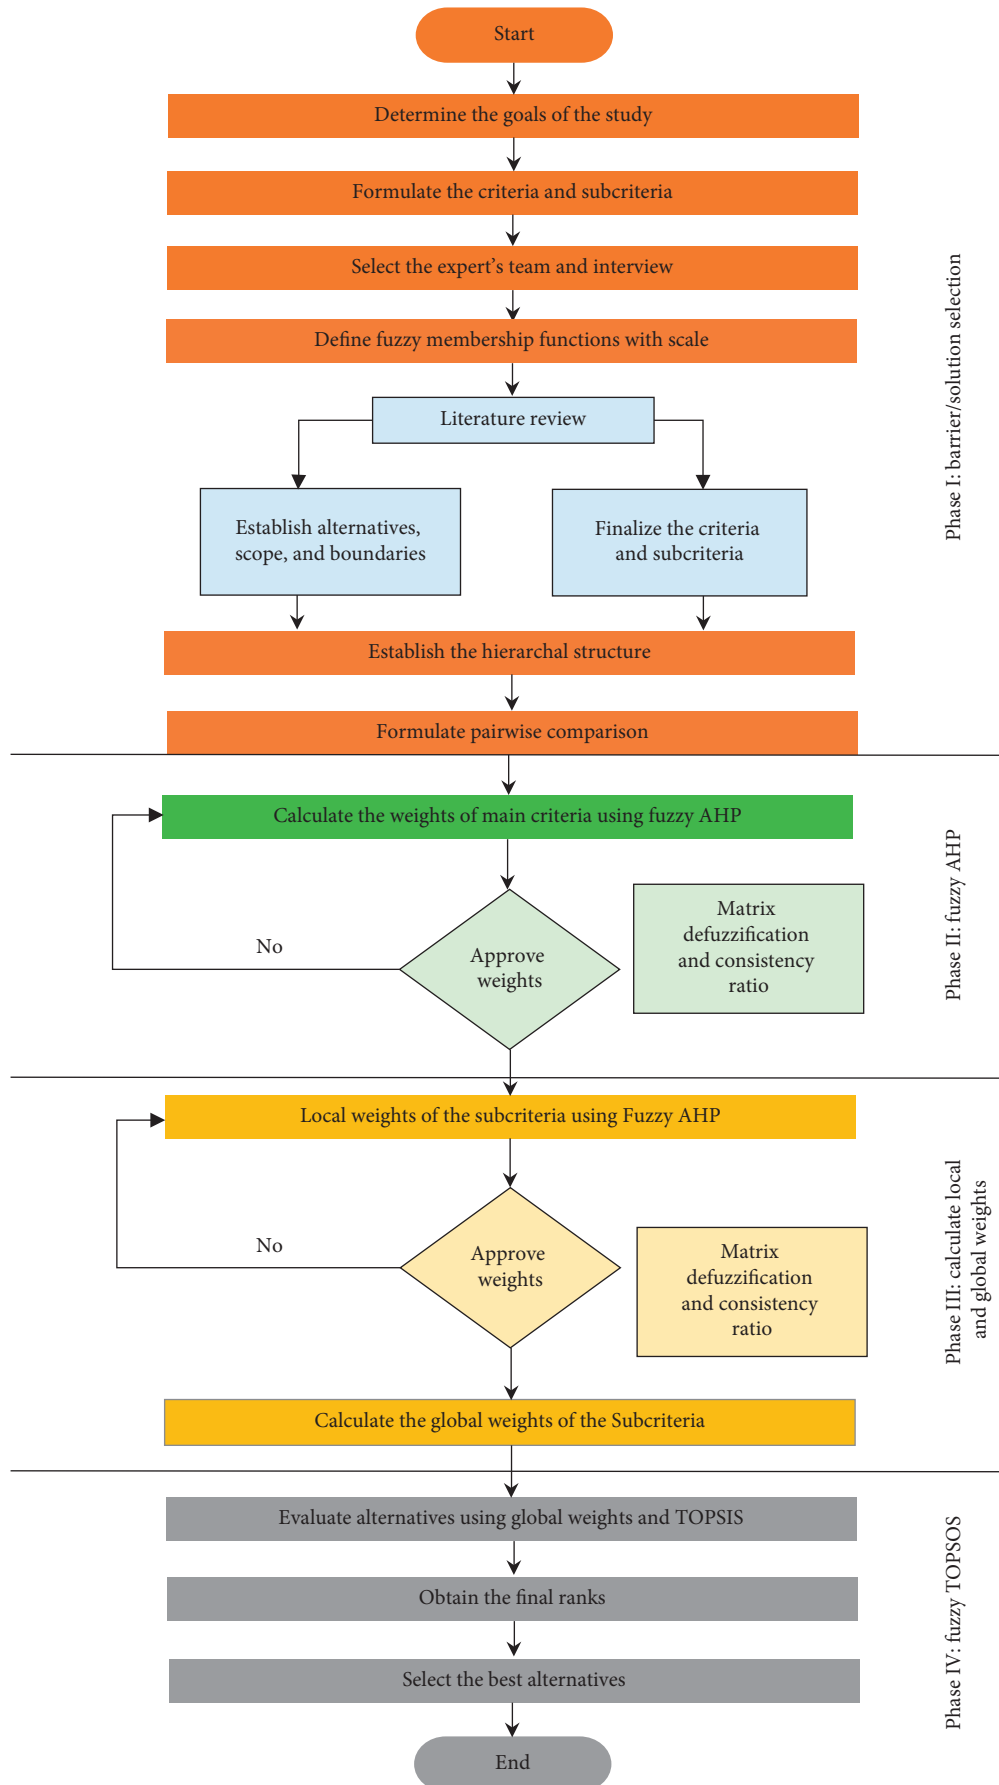 Start
Determine the goals of the study
Formulate the criteria and subcriteria
Select the expert's team and interview
Define fuzzy membership functions with scale
Literature review
Establish alternatives,
scope, and boundaries
Finalize the criteria
and subcriteria
Establish the hierarchal structure
Formulate pairwise comparison
Phase I: barrier/solution selection
Calculate the weights of main criteria using fuzzy AHP
No
Approve
weights
Matrix
defuzzification
and consistency
ratio
Phase II: fuzzy AHP
Local weights of the subcriteria using Fuzzy AHP
No
Approve
weights
Matrix
defuzzification
and consistency
ratio
Calculate the global weights of the Subcriteria
Phase III: calculate local
and global weights
Evaluate alternatives using global weights and TOPSIS
Obtain the final ranks
Select the best alternatives
End
Phase IV: fuzzy TOPSOS